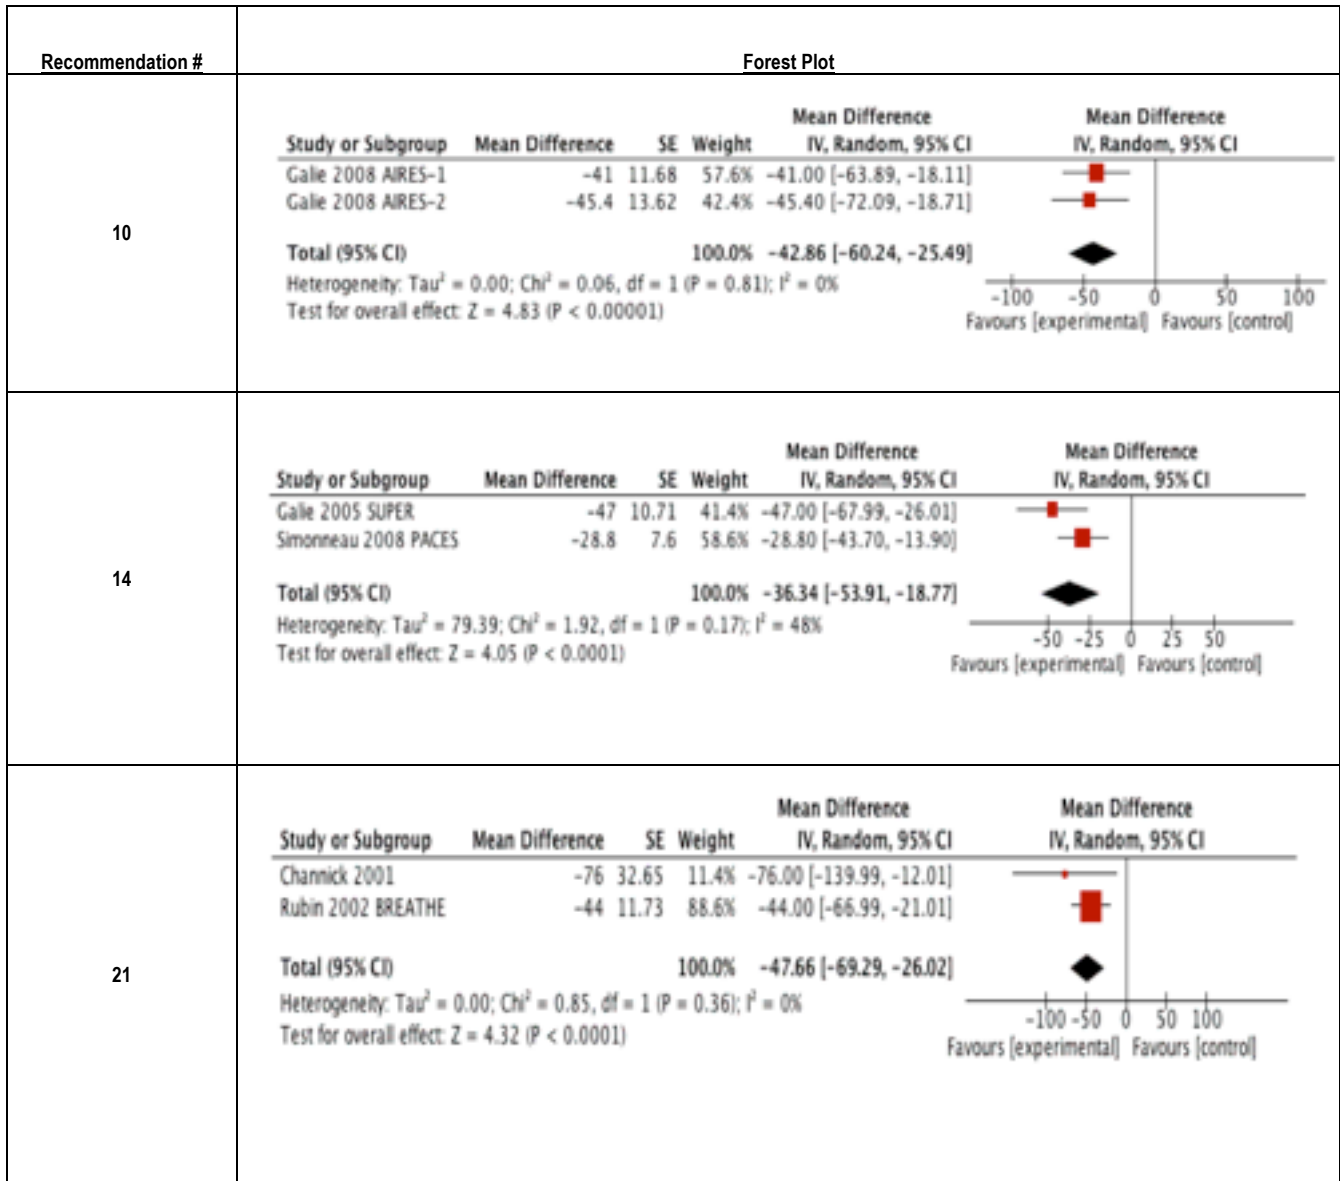 Recommendation #
Forest Plot
10
Mean Difference Mean Difference
Study or Subgroup Mean Difference SE Weight IV, Random, 95% CI IV, Random, 95% CI
Galie 2008 AIRES-1 -41 11.68 57.6% -41.00 [-63.89, -18.11]
Galie 2008 AIRES-2 -45.4 13.62 42.4% -45.40 [-72.09, -18.71]
Total (95% CI) 100.0% -42.86 [-60.24, -25.49]
Heterogeneity: Tau² = 0.00; Chi² = 0.06, df = 1 (P = 0.81); I² = 0%
Test for overall effect: Z = 4.83 (P < 0.00001)
-100 -50 0 50 100
Favours [experimental] Favours [control]
14
Mean Difference Mean Difference
Study or Subgroup Mean Difference SE Weight IV, Random, 95% CI IV, Random, 95% CI
Galie 2005 SUPER -47 10.71 41.4% -47.00 [-67.99, -26.01]
Simonneau 2008 PACES -28.8 7.6 58.6% -28.80 [-43.70, -13.90]
Total (95% CI) 100.0% -36.34 [-53.91, -18.77]
Heterogeneity: Tau² = 79.39; Chi² = 1.92, df = 1 (P = 0.17); I² = 48%
Test for overall effect: Z = 4.05 (P < 0.0001)
-50 -25 0 25 50
Favours [experimental] Favours [control]
21
Mean Difference Mean Difference
Study or Subgroup Mean Difference SE Weight IV, Random, 95% CI IV, Random, 95% CI
Channick 2001 -76 32.65 11.4% -76.00 [-139.99, -12.01]
Rubin 2002 BREATHE -44 11.73 88.6% -44.00 [-66.99, -21.01]
Total (95% CI) 100.0% -47.66 [-69.29, -26.02]
Heterogeneity: Tau² = 0.00; Chi² = 0.85, df = 1 (P = 0.36); I² = 0%
Test for overall effect: Z = 4.32 (P < 0.0001)
-100 -50 0 50 100
Favours [experimental] Favours [control]